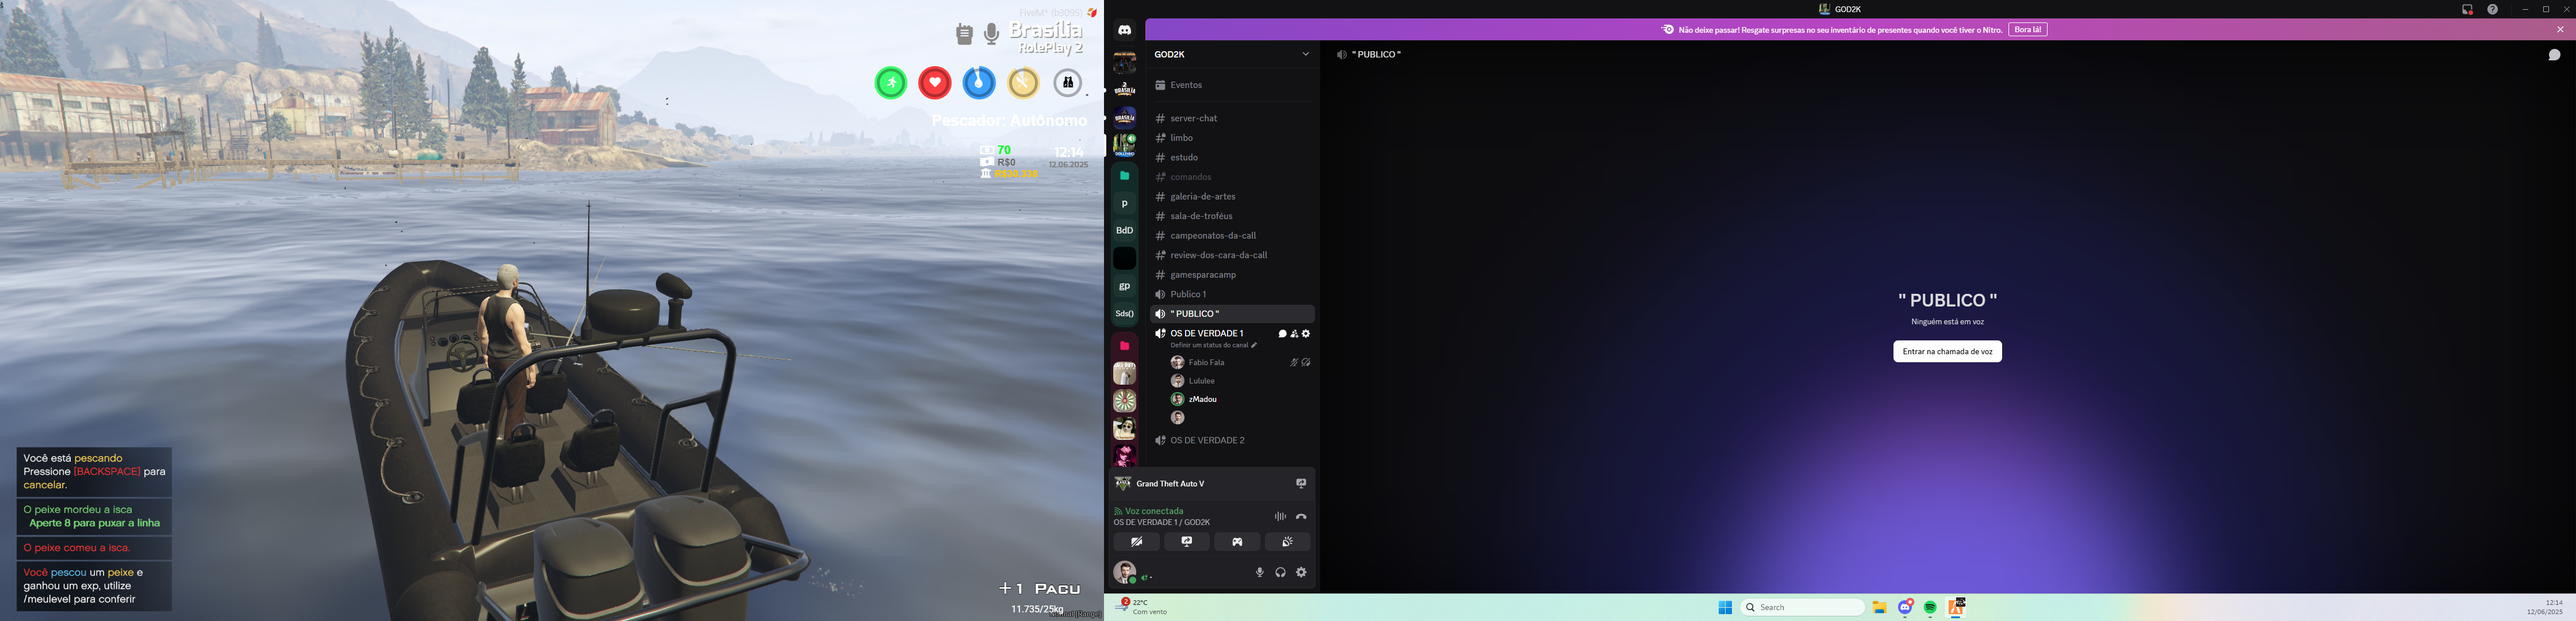 FiveM* (b3095)
Brasília
RolePlay 2
Pescador: Autônomo
70
12:14
R$0
12.06.2025
Você está pescando
Pressione [BACKSPACE] para
cancelar.
O peixe mordeu a isca
Aperte 8 para puxar a linha
O peixe comeu a isca.
Você pescou um peixe e
ganhou um exp, utilize
/meulevel para conferir
+1 Pacu
11.735/25kg
GOD2K
Não deixe passar! Resgate surpresas no seu inventário de presentes quando você tiver o Nitro.
Bora lá!
GOD2K
" PUBLICO "
Eventos
server-chat
limbo
estudo
comandos
galeria-de-artes
sala-de-troféus
campeonatos-da-call
review-dos-cara-da-call
gamesparacamp
Publico 1
" PUBLICO "
OS DE VERDADE 1
Definir um status do canal
Fabio Fala
Lululee
zMadou
OS DE VERDADE 2
p
BdD
gp
Sds()
Grand Theft Auto V
Voz conectada
OS DE VERDADE 1 / GOD2K
" PUBLICO "
Ninguém está em voz
Entrar na chamada de voz
2
22°C
Com vento
Search
12:14
12/06/2025